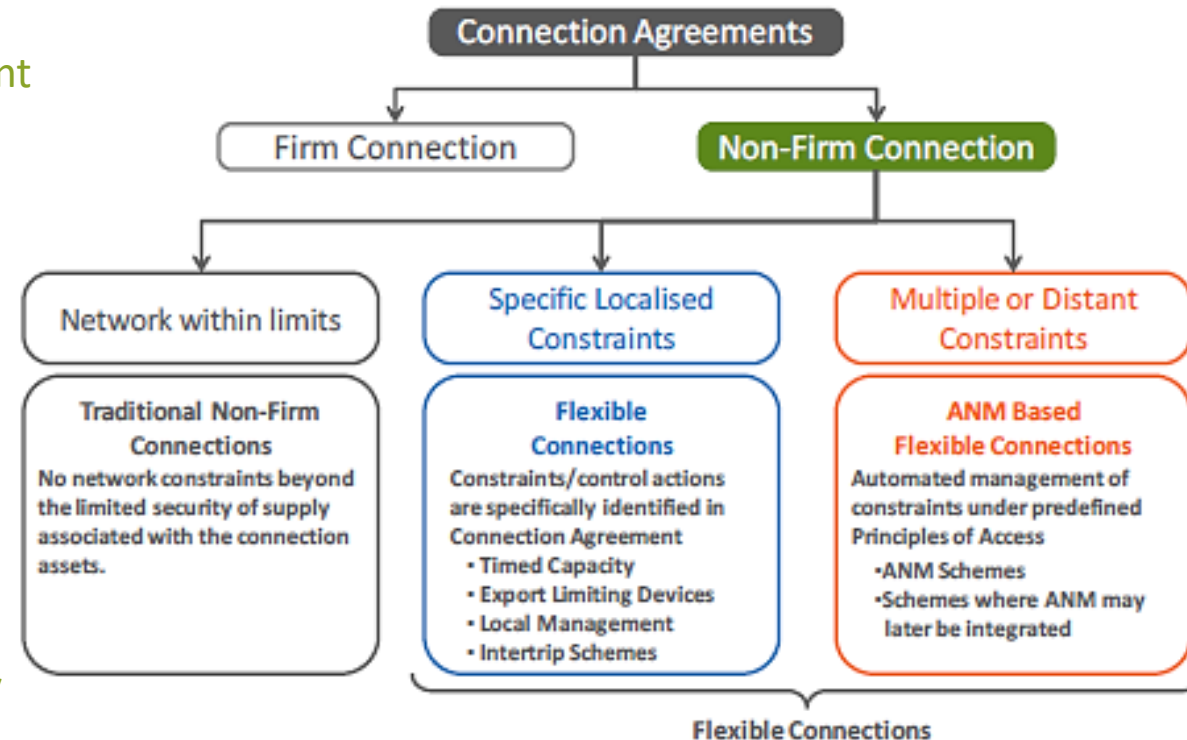 Connection Agreements
nt
Firm Connection
Non-Firm Connection
Network within limits
Specific Localised
Constraints
Multiple or Distant
Constraints
Traditional Non-Firm
Connections
No network constraints beyond
the limited security of supply
associated with the connection
assets.
Flexible
Connections
Constraints/control actions
are specifically identified in
Connection Agreement
• Timed Capacity
• Export Limiting Devices
• Local Management
• Intertrip Schemes
ANM Based
Flexible Connections
Automated management of
constraints under predefined
Principles of Access
•ANM Schemes
•Schemes where ANM may
later be integrated
Flexible Connections